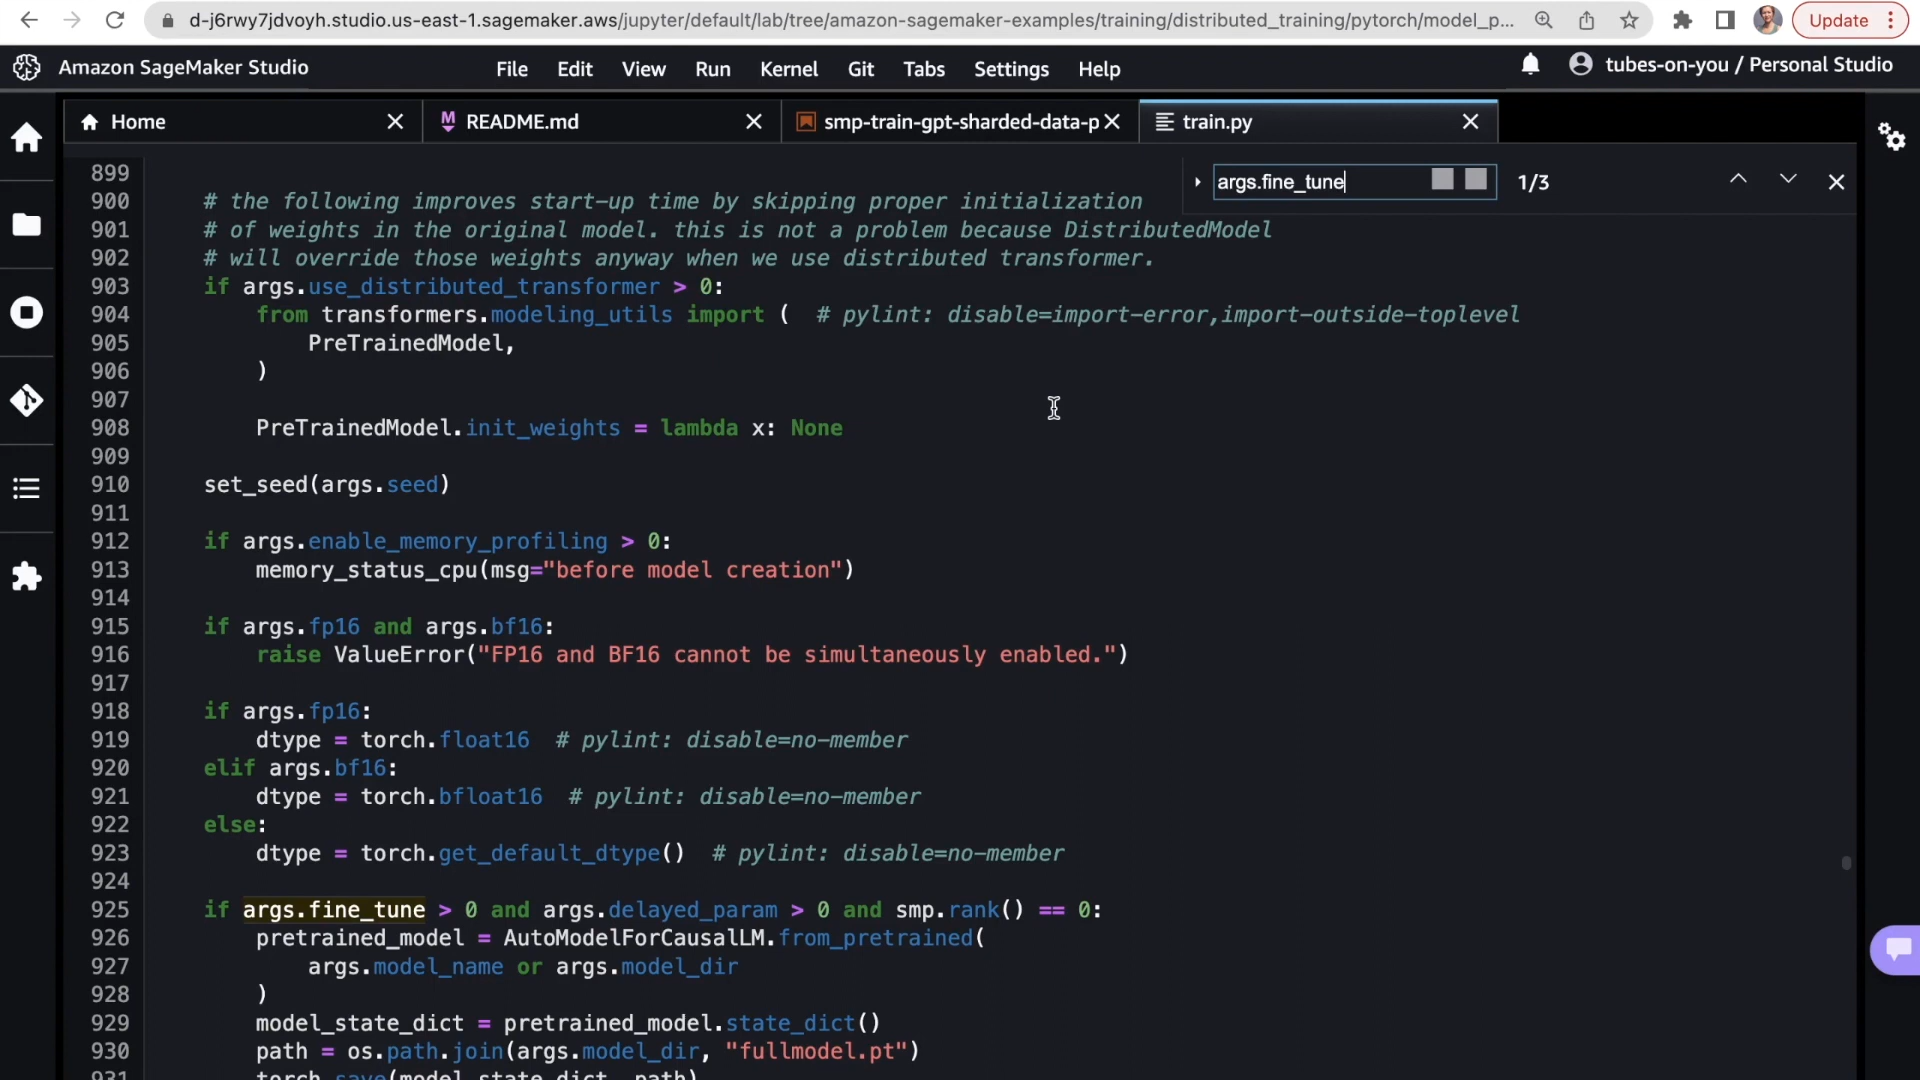 d-j6rwy7jdvoyh.studio.us-east-1.sagemaker.aws/jupyter/default/lab/tree/amazon-sagemaker-examples/training/distributed_training/pytorch/model_p... Update
Amazon SageMaker Studio File Edit View Run Kernel Git Tabs Settings Help tubes-on-you / Personal Studio
Home README.md smp-train-gpt-sharded-data-p train.py
args.fine_tune 1/3
899
900 # the following improves start-up time by skipping proper initialization
901 # of weights in the original model. this is not a problem because DistributedModel
902 # will override those weights anyway when we use distributed transformer.
903 if args.use_distributed_transformer > 0:
904 from transformers.modeling_utils import ( # pylint: disable=import-error,import-outside-toplevel
905 PreTrainedModel,
906 )
907
908 PreTrainedModel.init_weights = lambda x: None
909
910 set_seed(args.seed)
911
912 if args.enable_memory_profiling > 0:
913 memory_status_cpu(msg="before model creation")
914
915 if args.fp16 and args.bf16:
916 raise ValueError("FP16 and BF16 cannot be simultaneously enabled.")
917
918 if args.fp16:
919 dtype = torch.float16 # pylint: disable=no-member
920 elif args.bf16:
921 dtype = torch.bfloat16 # pylint: disable=no-member
922 else:
923 dtype = torch.get_default_dtype() # pylint: disable=no-member
924
925 if args.fine_tune > 0 and args.delayed_param > 0 and smp.rank() == 0:
926 pretrained_model = AutoModelForCausalLM.from_pretrained(
927 args.model_name or args.model_dir
928 )
929 model_state_dict = pretrained_model.state_dict()
930 path = os.path.join(args.model_dir, "fullmodel.pt")
931 torch.save(model_state_dict, path)